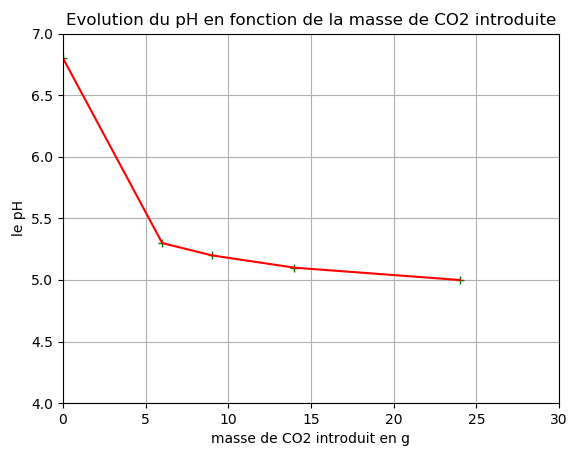 Evolution du pH en fonction de la masse de CO2 introduite
7.0
6.5
6.0
5.5
5.0
4.5
4.0
le pH
0 5 10 15 20 25 30
masse de CO2 introduit en g